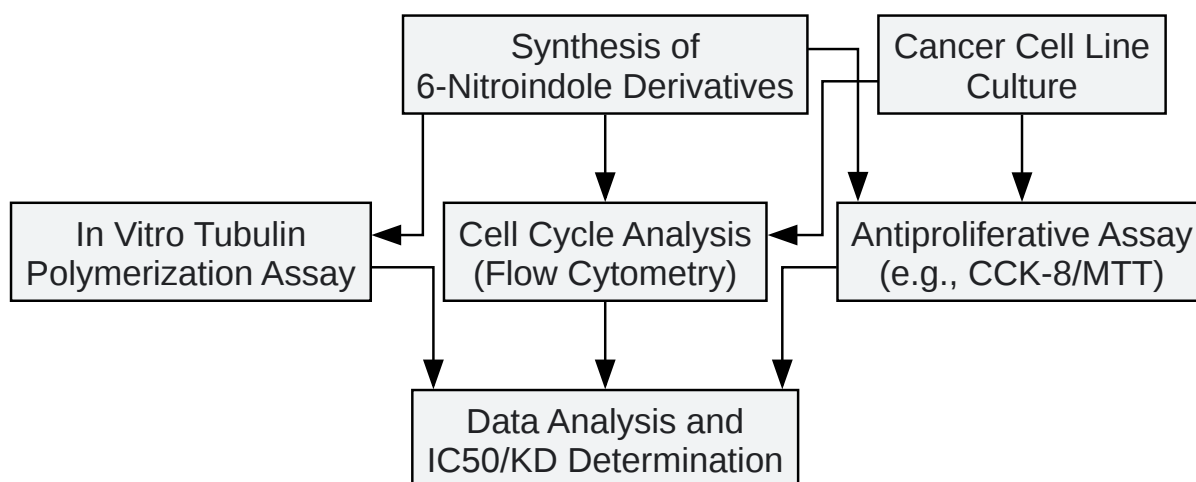 Synthesis of
6-Nitroindole Derivatives
Cancer Cell Line
Culture
In Vitro Tubulin
Polymerization Assay
Cell Cycle Analysis
(Flow Cytometry)
Antiproliferative Assay
(e.g., CCK-8/MTT)
Data Analysis and
IC50/KD Determination